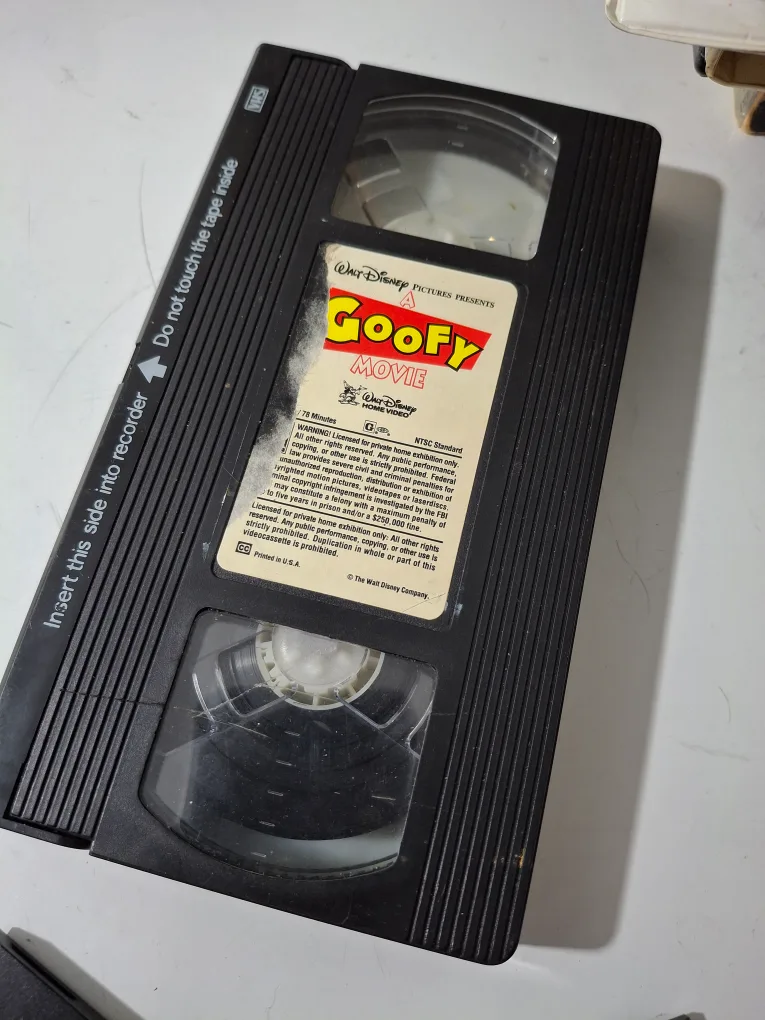 VHS
Insert this side into recorder Do not touch the tape inside
WALT DISNEY PICTURES PRESENTS
A
GOOFY
MOVIE
WALT DISNEY
HOME VIDEO
/ 78 Minutes
G
NTSC Standard
WARNING! Licensed for private home exhibition only.
All other rights reserved. Any public performance,
copying, or other use is strictly prohibited. Federal
law provides severe civil and criminal penalties for
unauthorized reproduction, distribution or exhibition of
yrighted motion pictures, videotapes or laserdiscs.
minal copyright infringement is investigated by the FBI
may constitute a felony with a maximum penalty of
to five years in prison and/or a $250,000 fine.
Licensed for private home exhibition only: All other rights
reserved. Any public performance, copying, or other use is
strictly prohibited. Duplication in whole or part of this
videocassette is prohibited.
CC Printed in U.S.A.
© The Walt Disney Company.